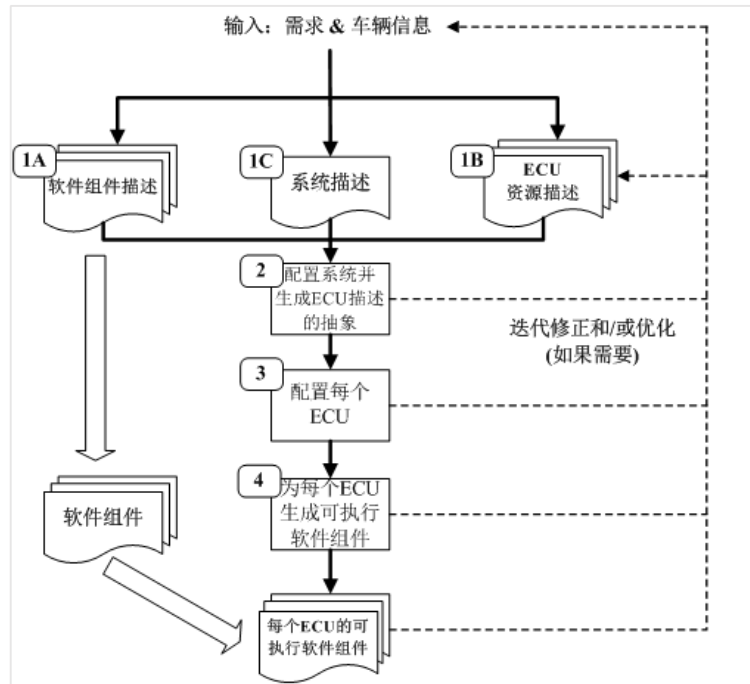 输入：需求 & 车辆信息
1A
软件组件描述
1C
系统描述
1B
ECU
资源描述
2
配置系统并
生成ECU描述
的抽象
迭代修正和/或优化
(如果需要)
3
配置每个
ECU
4
为每个ECU
生成可执行
软件组件
软件组件
每个ECU的可
执行软件组件